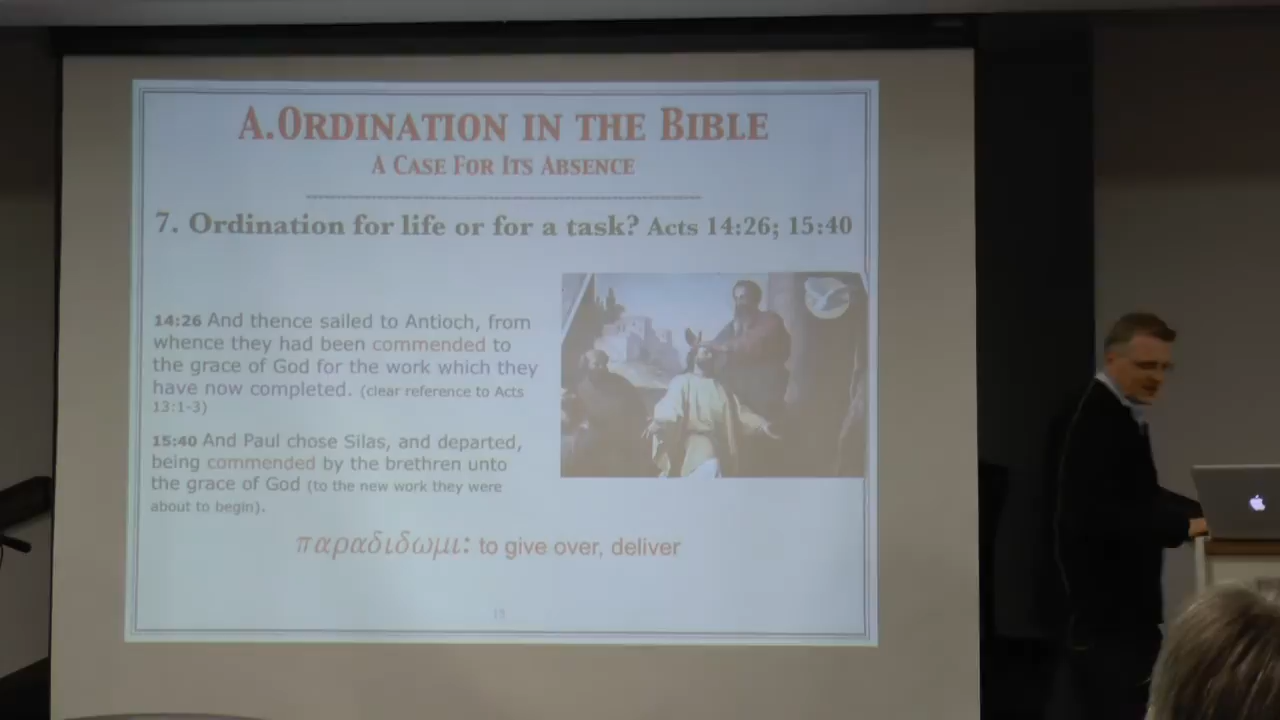 A. ORDINATION IN THE BIBLE
A CASE FOR ITS ABSENCE
7. Ordination for life or for a task? Acts 14:26; 15:40
14:26 And thence sailed to Antioch, from
whence they had been commended to
the grace of God for the work which they
have now completed. (clear reference to Acts
13:1-3)
15:40 And Paul chose Silas, and departed,
being commended by the brethren unto
the grace of God (to the new work they were
about to begin).
παραδιδωμι: to give over, deliver